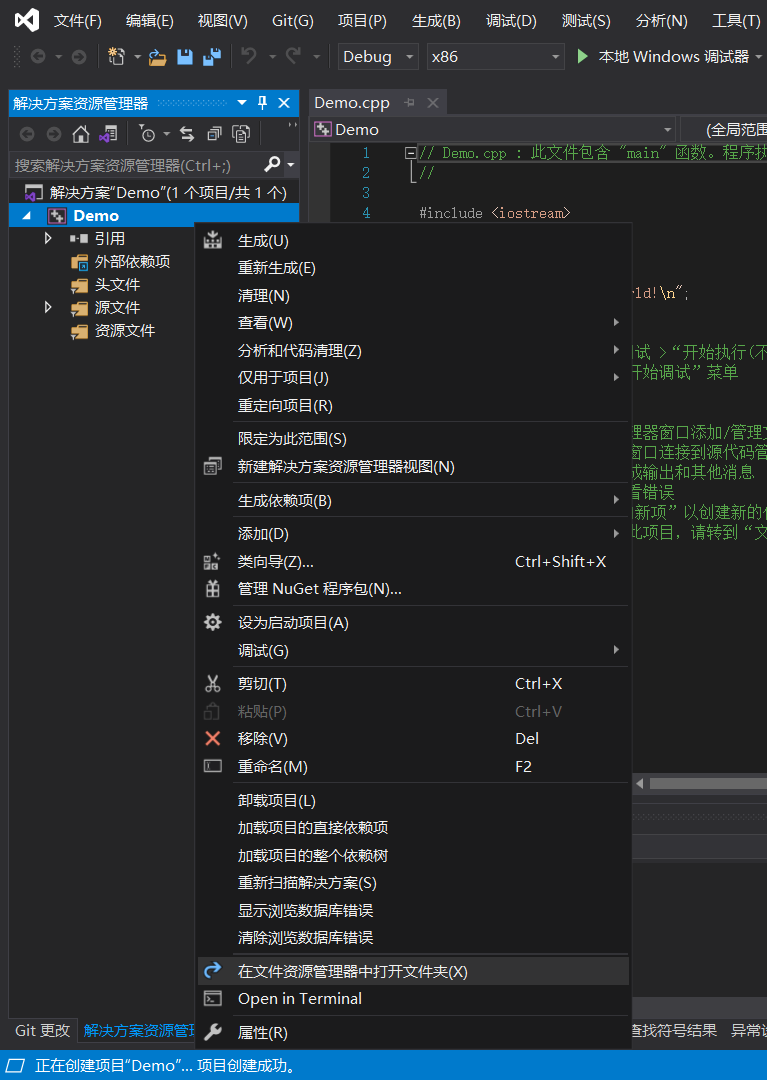 文件(F) 编辑(E) 视图(V) Git(G) 项目(P) 生成(B) 调试(D) 测试(S) 分析(N) 工具(T)
Debug x86 本地 Windows 调试器
解决方案资源管理器
Demo.cpp
Demo
(全局范围
搜索解决方案资源管理器(Ctrl+;)
解决方案"Demo"(1 个项目/共 1 个)
Demo
引用
外部依赖项
头文件
源文件
资源文件
1 // Demo.cpp : 此文件包含 "main" 函数。程序执
2 //
3
4 #include <iostream>
rld!\n";
试 >“开始执行(不
开始调试”菜单
理器窗口添加/管理文
窗口连接到源代码管
成输出和其他消息
看错误
新项”以创建新的代
此项目，请转到“文
生成(U)
重新生成(E)
清理(N)
查看(W)
分析和代码清理(Z)
仅用于项目(J)
重定向项目(R)
限定为此范围(S)
新建解决方案资源管理器视图(N)
生成依赖项(B)
添加(D)
类向导(Z)... Ctrl+Shift+X
管理 NuGet 程序包(N)...
设为启动项目(A)
调试(G)
剪切(T) Ctrl+X
粘贴(P) Ctrl+V
移除(V) Del
重命名(M) F2
卸载项目(L)
加载项目的直接依赖项
加载项目的整个依赖树
重新扫描解决方案(S)
显示浏览数据库错误
清除浏览数据库错误
在文件资源管理器中打开文件夹(X)
Open in Terminal
属性(R)
Git 更改 解决方案资源管理
查找符号结果 异常设
正在创建项目“Demo”... 项目创建成功。